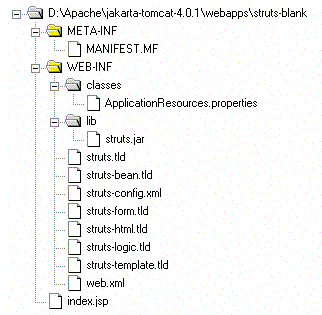 D:\Apache\jakarta-tomcat-4.0.1\webapps\struts-blank
META-INF
MANIFEST.MF
WEB-INF
classes
ApplicationResources.properties
lib
struts.jar
struts.tld
struts-bean.tld
struts-config.xml
struts-form.tld
struts-html.tld
struts-logic.tld
struts-template.tld
web.xml
index.jsp